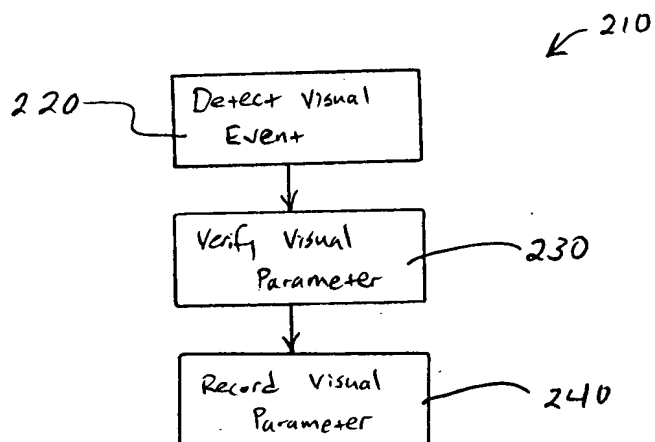 210
220
Detect Visual
Event
Verify Visual
Parameter
230
Record Visual
Parameter
240